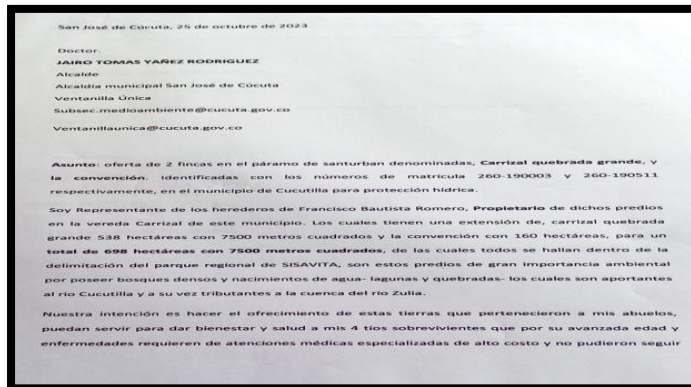 San José de Cúcuta, 25 de octubre de 2023
Doctor.
JAIRO TOMAS YAÑEZ RODRIGUEZ
Alcalde
Alcaldía municipal San José de Cúcuta
Ventanilla Única
Subsec.medioambiente@cucuta.gov.co
Ventanillaunica@cucuta.gov.co
Asunto: oferta de 2 fincas en el páramo de santurban denominadas, Carrizal quebrada grande, y
la convención. Identificadas con los números de matricula 260-190003 y 260-190511
respectivamente, en el municipio de Cucutilla para protección hídrica.
Soy Representante de los herederos de Francisco Bautista Romero, Propietario de dichos predios
en la vereda Carrizal de este municipio. Los cuales tienen una extensión de, carrizal quebrada
grande 538 hectáreas con 7500 metros cuadrados y la convención con 160 hectáreas, para un
total de 698 hectáreas con 7500 metros cuadrados, de las cuales todos se hallan dentro de la
delimitación del parque regional de SISAVITA, son estos predios de gran importancia ambiental
por poseer bosques densos y nacimientos de agua- lagunas y quebradas- los cuales son aportantes
al rio Cucutilla y a su vez tributantes a la cuenca del rio Zulia.
Nuestra intención es hacer el ofrecimiento de estas tierras que pertenecieron a mis abuelos,
puedan servir para dar bienestar y salud a mis 4 tíos sobrevivientes que por su avanzada edad y
enfermedades requieren de atenciones médicas especializadas de alto costo y no pudieron seguir